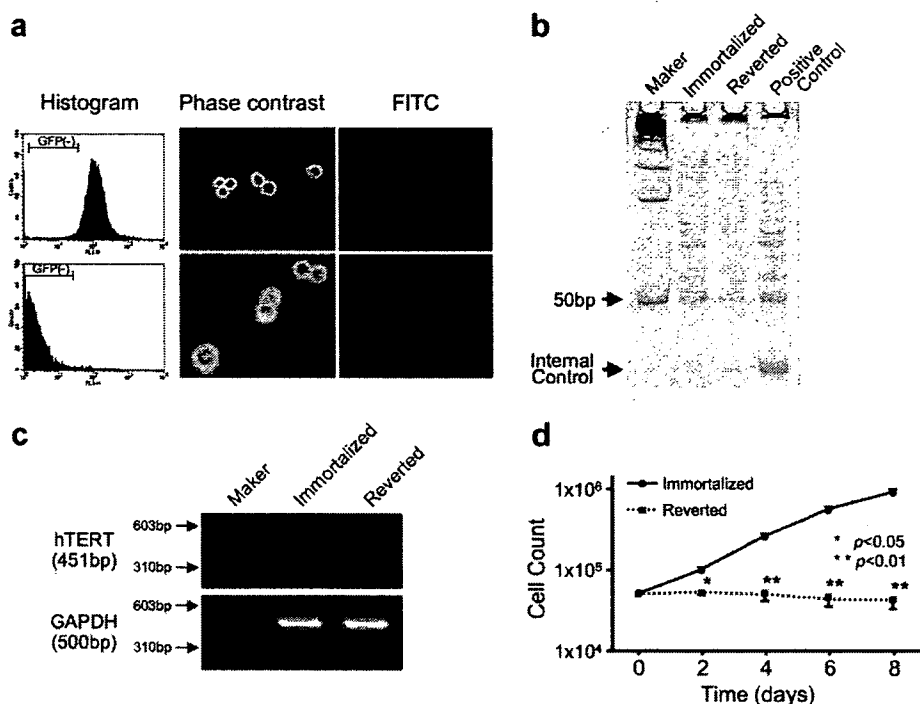 a
Histogram
Phase contrast
FITC
GFP(-)
GFP(-)
b
Maker
Immortalized
Reverted
Positive
Control
50bp
Internal
Control
c
Maker
Immortalized
Reverted
hTERT
(451bp)
603bp
310bp
GAPDH
(500bp)
603bp
310bp
d
1x10⁶
1x10⁵
1x10⁴
Cell Count
Immortalized
Reverted
* p<0.05
** p<0.01
* ** ** **
0 2 4 6 8
Time (days)